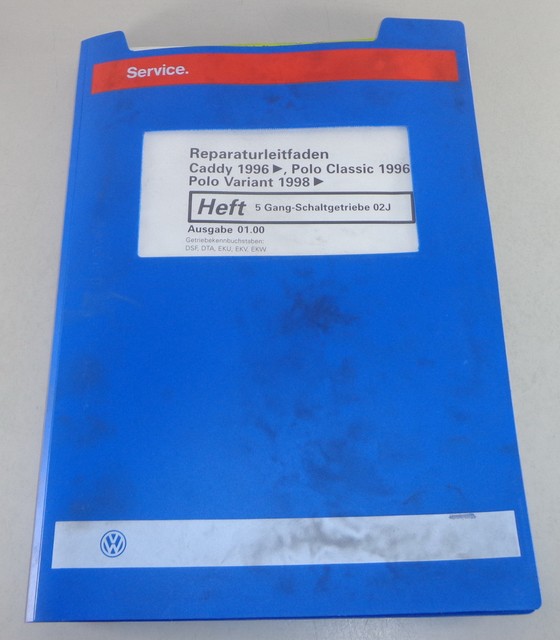 Service.
Reparaturleitfaden
Caddy 1996 ►, Polo Classic 1996
Polo Variant 1998 ►
Heft 5 Gang-Schaltgetriebe 02J
Ausgabe 01.00
Getriebekennbuchstaben:
DSF, DTA, EKU, EKV, EKW